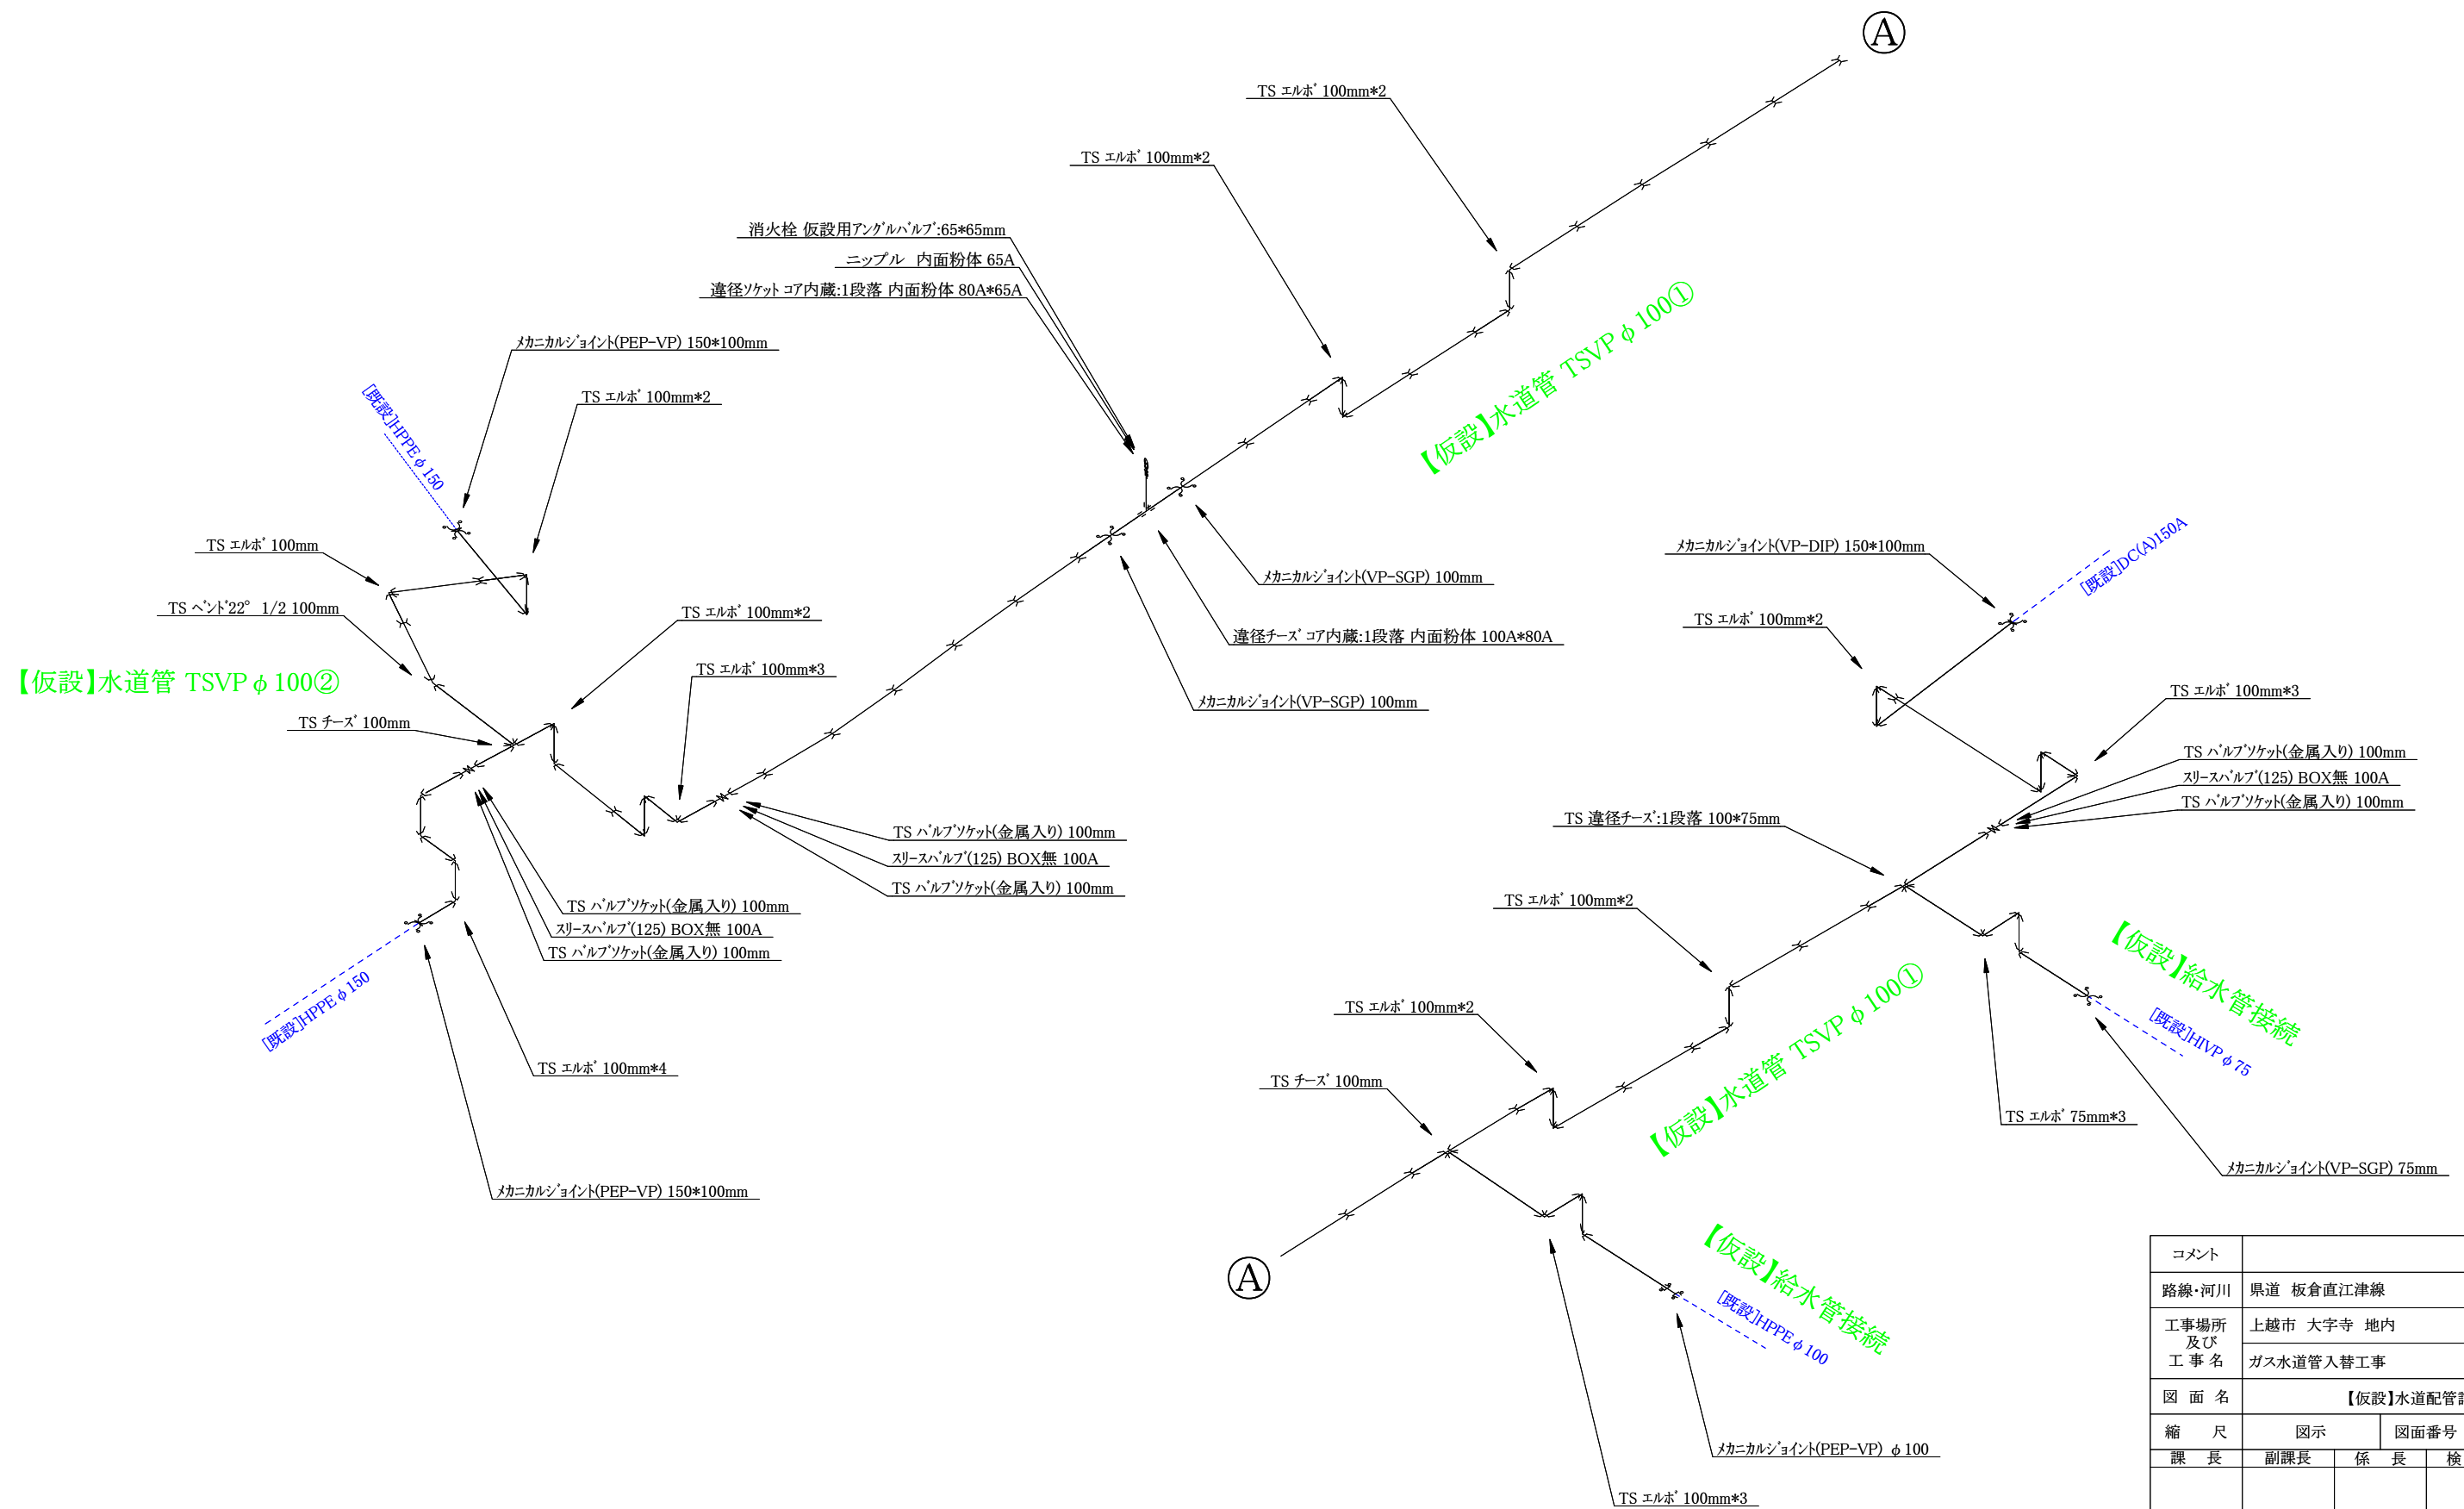 Ⓐ
TS エルボ 100mm*2
TS エルボ 100mm*2
消火栓 仮設用アングルバルブ:65*65mm
ニップル 内面粉体 65A
違径ソケット コア内蔵:1段落 内面粉体 80A*65A
【仮設】水道管 TSVPφ100①
メカニカルジョイント(PEP-VP) 150*100mm
[既設]HPPEφ150
TS エルボ 100mm*2
TS エルボ 100mm
TS ベンド22° 1/2 100mm
【仮設】水道管 TSVPφ100②
TS チーズ 100mm
TS エルボ 100mm*2
TS エルボ 100mm*3
メカニカルジョイント(VP-SGP) 100mm
違径チーズ コア内蔵:1段落 内面粉体 100A*80A
メカニカルジョイント(VP-SGP) 100mm
TS バルブソケット(金属入り) 100mm
スリースバルブ(125) BOX無 100A
TS バルブソケット(金属入り) 100mm
TS バルブソケット(金属入り) 100mm
スリースバルブ(125) BOX無 100A
TS バルブソケット(金属入り) 100mm
[既設]HPPEφ150
TS エルボ 100mm*4
メカニカルジョイント(PEP-VP) 150*100mm
メカニカルジョイント(VP-DIP) 150*100mm
[既設]DC(A)150A
TS エルボ 100mm*2
TS エルボ 100mm*3
TS バルブソケット(金属入り) 100mm
スリースバルブ(125) BOX無 100A
TS バルブソケット(金属入り) 100mm
TS 違径チーズ:1段落 100*75mm
TS エルボ 100mm*2
【仮設】給水管接続
[既設]HIVPφ75
TS エルボ 100mm*2
【仮設】水道管 TSVPφ100①
TS チーズ 100mm
TS エルボ 75mm*3
メカニカルジョイント(VP-SGP) 75mm
Ⓐ
【仮設】給水管接続
[既設]HPPEφ100
メカニカルジョイント(PEP-VP) φ100
TS エルボ 100mm*3
コメント
路線・河川 県道 板倉直江津線
工事場所 及び 工事名
上越市 大字寺 地内
ガス水道管入替工事
図面名 【仮設】水道配管
縮尺 図示 図面番号
課長 副課長 係長 検